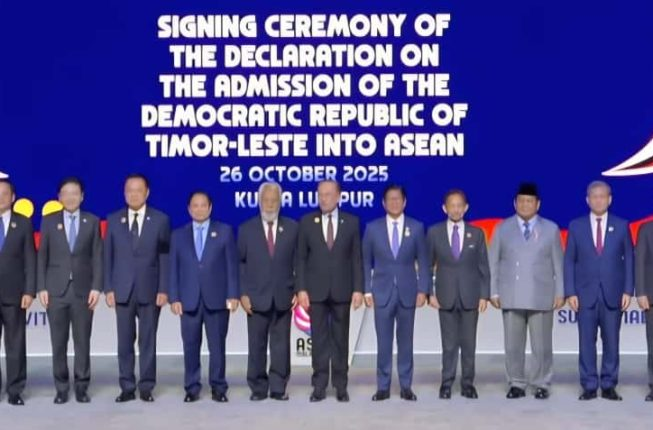 SIGNING CEREMONY OF
THE DECLARATION ON
THE ADMISSION OF THE
DEMOCRATIC REPUBLIC OF
TIMOR-LESTE INTO ASEAN
26 OCTOBER 2025
LUMPUR